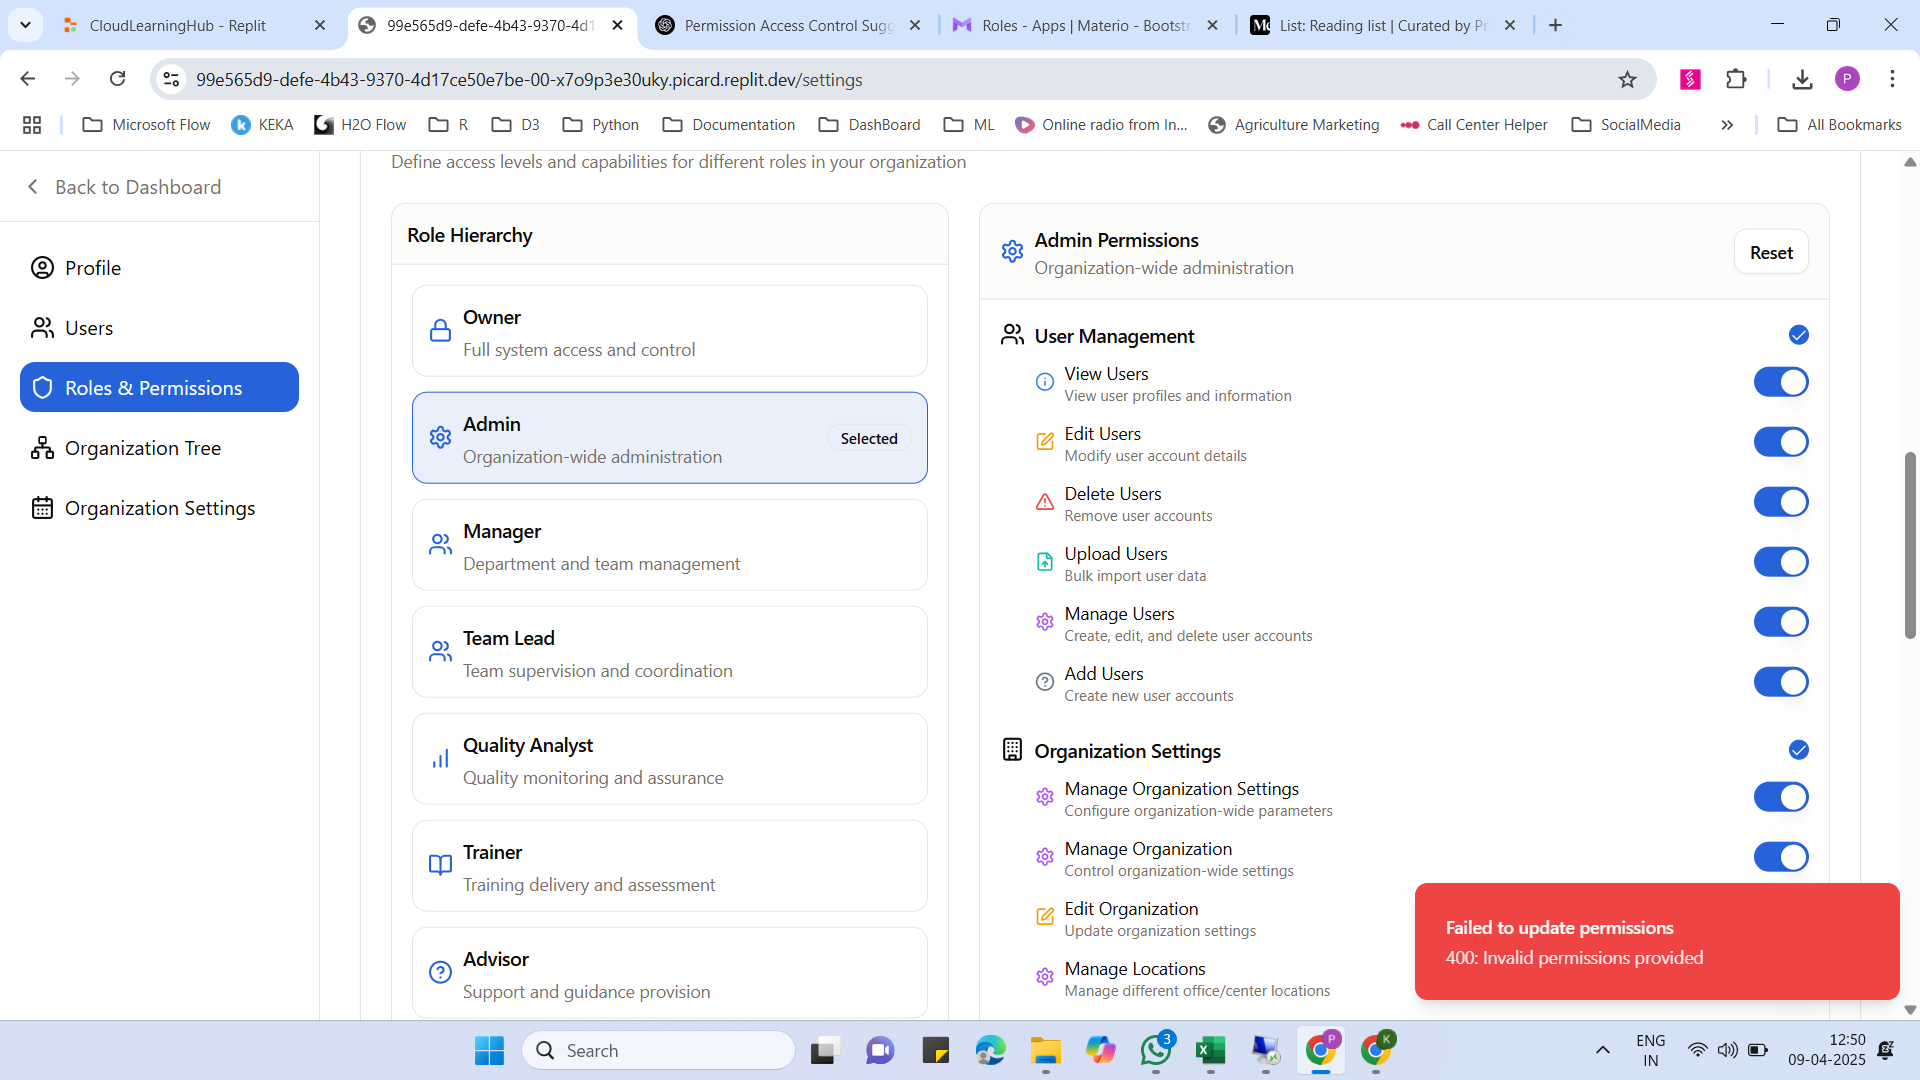 CloudLearningHub - Replit
99e565d9-defe-4b43-9370-4d1
Permission Access Control Sugg
Roles - Apps | Materio - Bootstr
List: Reading list | Curated by Pr
99e565d9-defe-4b43-9370-4d17ce50e7be-00-x7o9p3e30uky.picard.replit.dev/settings
P
Microsoft Flow
KEKA
H2O Flow
R
D3
Python
Documentation
DashBoard
ML
Online radio from In...
Agriculture Marketing
Call Center Helper
SocialMedia
All Bookmarks
Back to Dashboard
Profile
Users
Roles & Permissions
Organization Tree
Organization Settings
Define access levels and capabilities for different roles in your organization
Role Hierarchy
Owner
Full system access and control
Admin
Organization-wide administration
Selected
Manager
Department and team management
Team Lead
Team supervision and coordination
Quality Analyst
Quality monitoring and assurance
Trainer
Training delivery and assessment
Advisor
Support and guidance provision
Admin Permissions
Organization-wide administration
Reset
User Management
View Users
View user profiles and information
Edit Users
Modify user account details
Delete Users
Remove user accounts
Upload Users
Bulk import user data
Manage Users
Create, edit, and delete user accounts
Add Users
Create new user accounts
Organization Settings
Manage Organization Settings
Configure organization-wide parameters
Manage Organization
Control organization-wide settings
Edit Organization
Update organization settings
Manage Locations
Manage different office/center locations
Failed to update permissions
400: Invalid permissions provided
Search
3
P
K
ENG
IN
12:50
09-04-2025